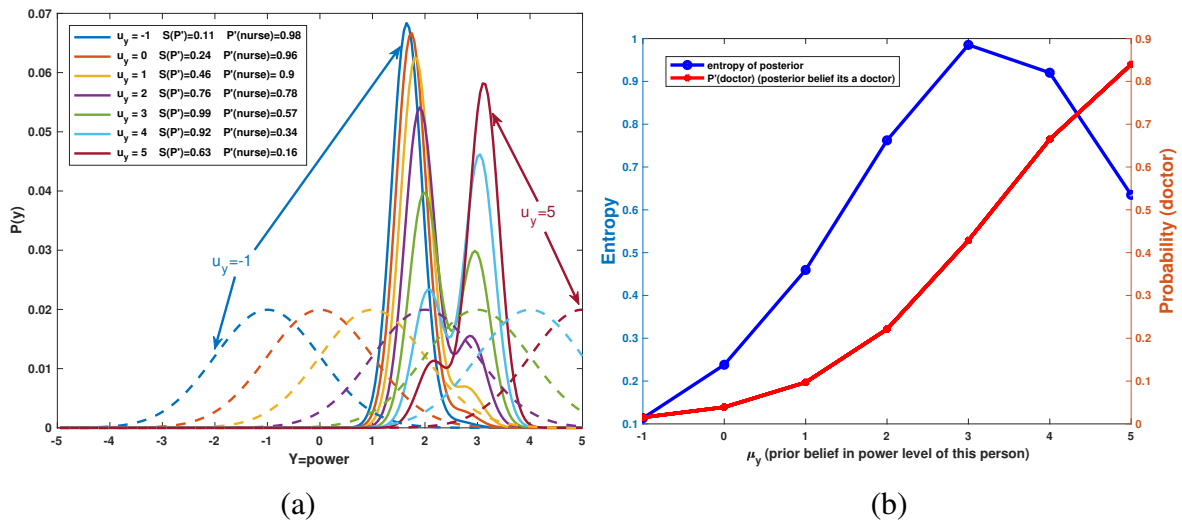 0.07
0.06
0.05
0.04
0.03
0.02
0.01
0
P(y)
u_y = -1 S(P')=0.11 P'(nurse)=0.98
u_y = 0 S(P')=0.24 P'(nurse)=0.96
u_y = 1 S(P')=0.46 P'(nurse)= 0.9
u_y = 2 S(P')=0.76 P'(nurse)=0.78
u_y = 3 S(P')=0.99 P'(nurse)=0.57
u_y = 4 S(P')=0.92 P'(nurse)=0.34
u_y = 5 S(P')=0.63 P'(nurse)=0.16
u_y=-1
u_y=5
-5 -4 -3 -2 -1 0 1 2 3 4 5
Y=power
(a)
1
0.9
0.8
0.7
0.6
0.5
0.4
0.3
0.2
0.1
Entropy
entropy of posterior
P'(doctor) (posterior belief its a doctor)
0.9
0.8
0.7
0.6
0.5
0.4
0.3
0.2
0.1
0
Probability (doctor)
-1 0 1 2 3 4 5
μ_y (prior belief in power level of this person)
(b)